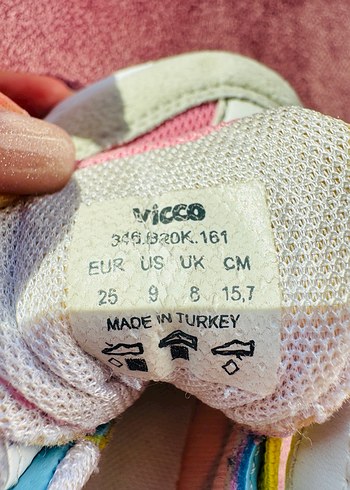 vicco
346.B20K.161
EUR US UK CM
25 9 8 15,7
MADE IN TURKEY